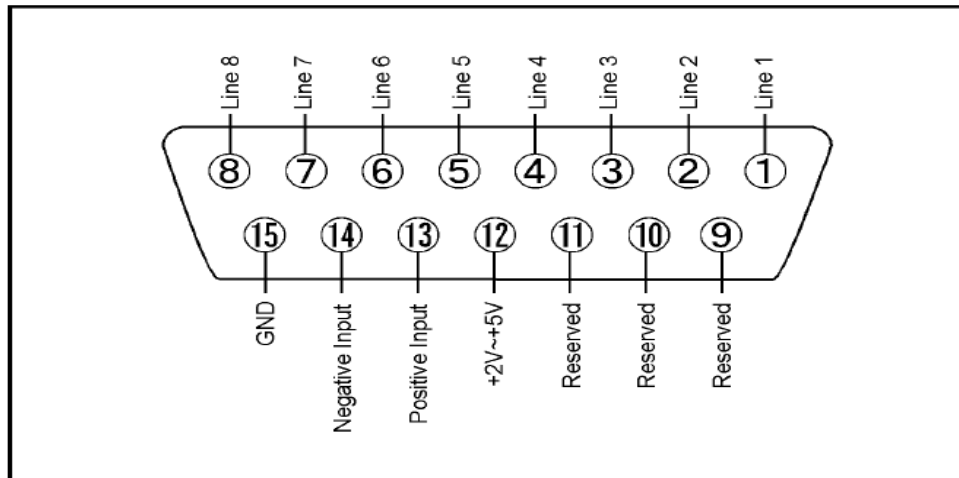 Line 8
Line 7
Line 6
Line 5
Line 4
Line 3
Line 2
Line 1
8
7
6
5
4
3
2
1
15
14
13
12
11
10
9
GND
Negative Input
Positive Input
+2V~+5V
Reserved
Reserved
Reserved